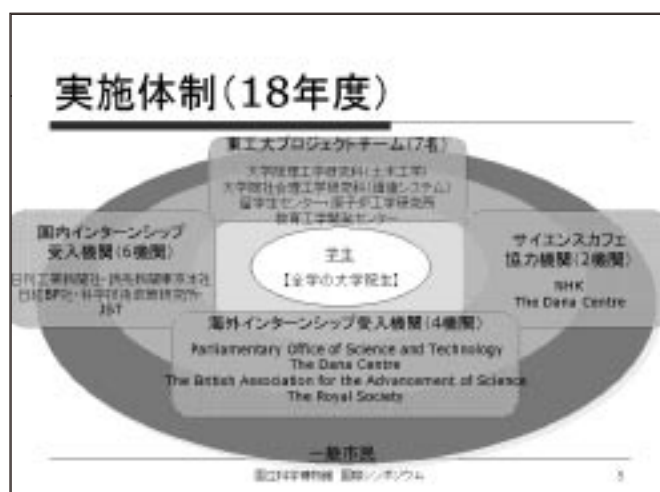 実施体制(18年度)
東工大プロジェクトチーム(7名)
大学院理工学研究科(土木工学)
大学院社会理工学研究科(価値システム)
留学生センター・原子炉工学研究所
教育工学開発センター
国内インターンシップ
受入機関(6機関)
日刊工業新聞社・読売新聞東京本社
日経BP社・科学技術政策研究所・
JST
学生
【全学の大学院生】
サイエンスカフェ
協力機関(2機関)
NHK
The Dana Centre
海外インターンシップ受入機関(4機関)
Parliamentary Office of Science and Technology
The Dana Centre
The British Association for the Advancement of Science
The Royal Society
一般市民
国立科学博物館 国際シンポジウム